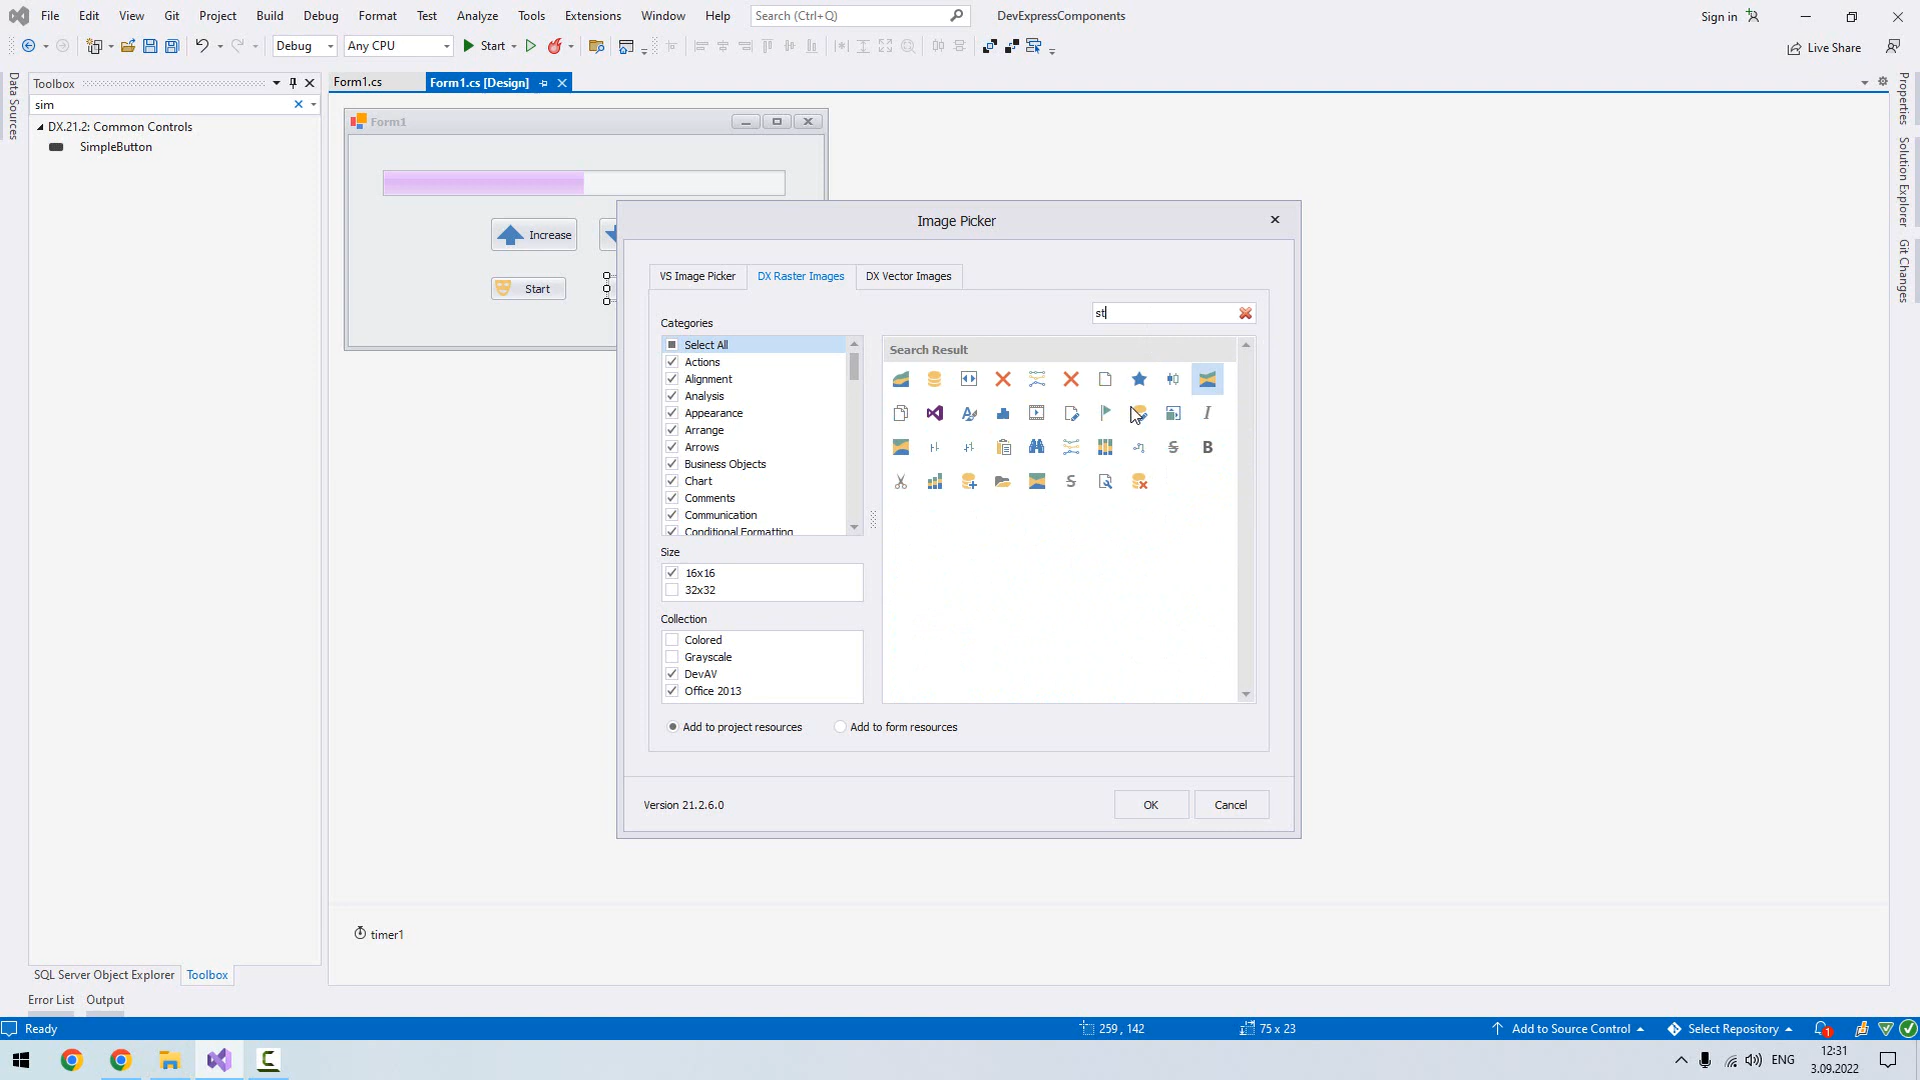 File Edit View Git Project Build Debug Format Test Analyze Tools Extensions Window Help Search (Ctrl+Q) DevExpressComponents Sign in
Debug Any CPU Start Live Share
Data Sources
Toolbox
sim
DX.21.2: Common Controls
SimpleButton
Form1.cs Form1.cs [Design]
Form1
Increase
Start
Image Picker
VS Image Picker DX Raster Images DX Vector Images
st
Categories
Select All
Actions
Alignment
Analysis
Appearance
Arrange
Arrows
Business Objects
Chart
Comments
Communication
Conditional Formatting
Search Result
Size
16x16
32x32
Collection
Colored
Grayscale
DevAV
Office 2013
Add to project resources Add to form resources
Version 21.2.6.0 OK Cancel
timer1
Properties
Solution Explorer
Git Changes
SQL Server Object Explorer Toolbox
Error List Output
Ready 259 , 142 75 x 23 Add to Source Control Select Repository 1
ENG 12:31
3.09.2022